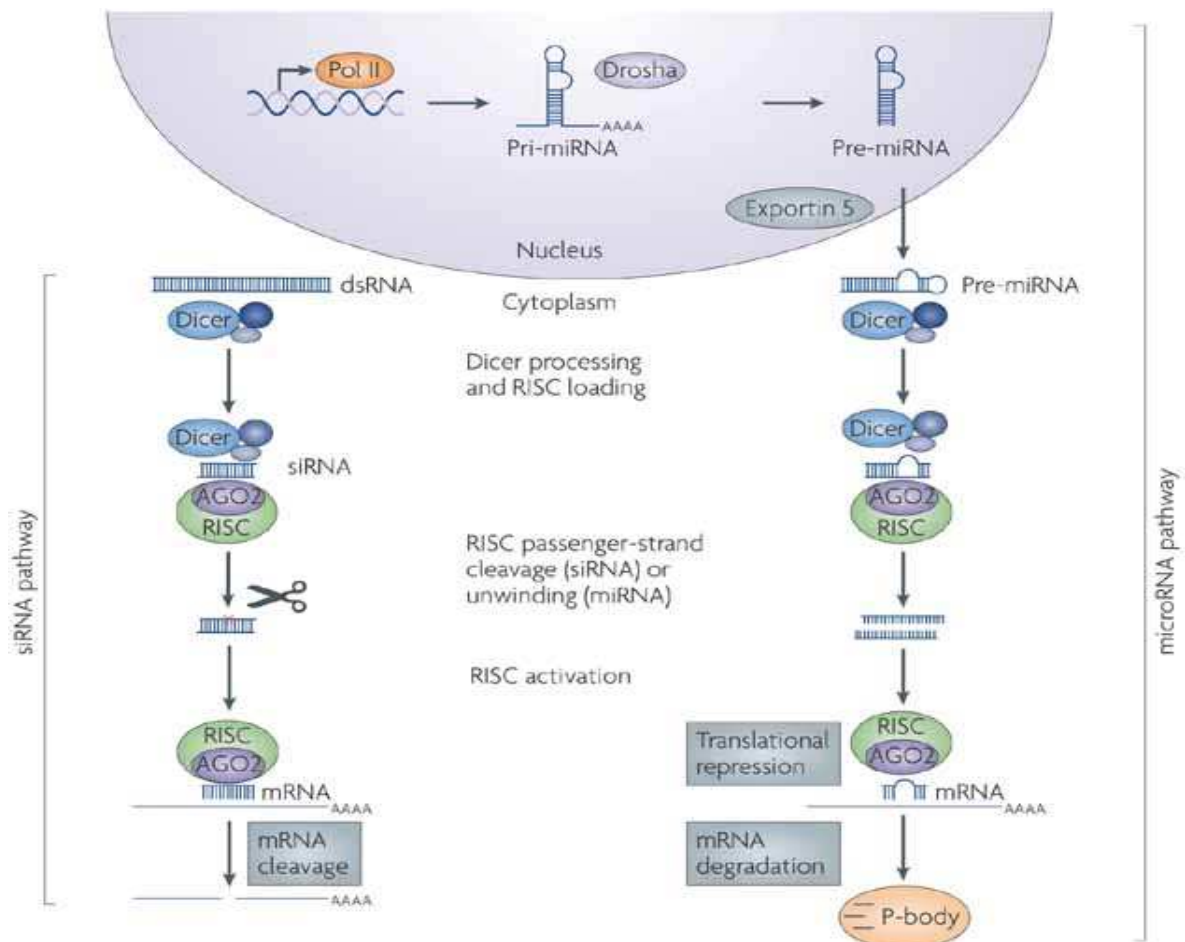 Pol II
Drosha
AAAA
Pri-miRNA
Pre-miRNA
Exportin 5
Nucleus
dsRNA
Cytoplasm
Pre-miRNA
Dicer
Dicer
Dicer processing
and RISC loading
Dicer
Dicer
siRNA
AGO2
RISC
AGO2
RISC
RISC passenger-strand
cleavage (siRNA) or
unwinding (miRNA)
siRNA pathway
microRNA pathway
RISC activation
RISC
AGO2
mRNA
AAAA
Translational
repression
RISC
AGO2
mRNA
AAAA
mRNA
cleavage
AAAA
mRNA
degradation
P-body